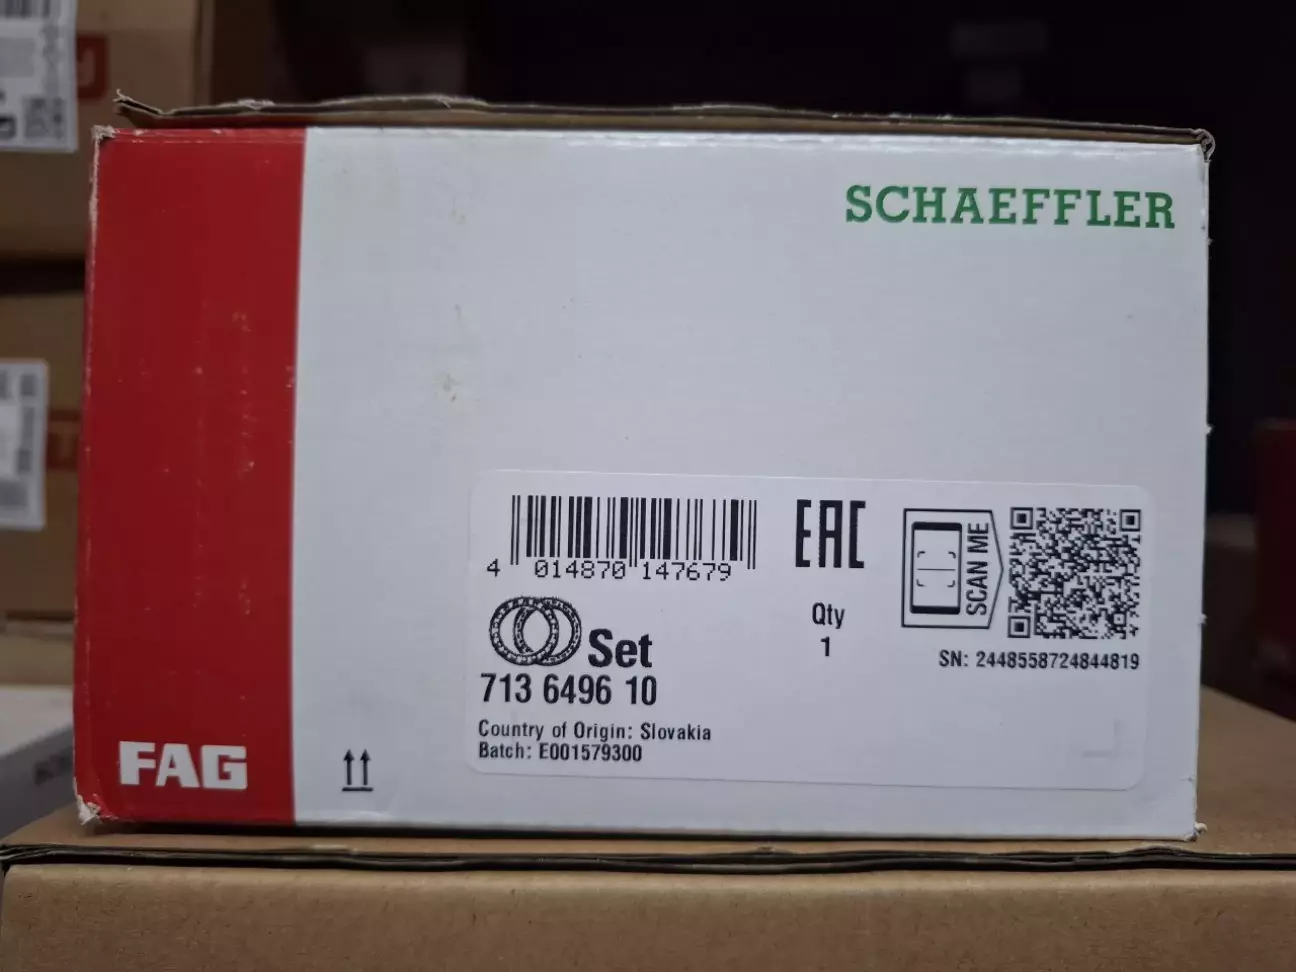 SCHAEFFLER
4 014870 147679
EAC
SCAN ME
Set
Qty
1
713 6496 10
SN: 2448558724844819
Country of Origin: Slovakia
Batch: E001579300
FAG